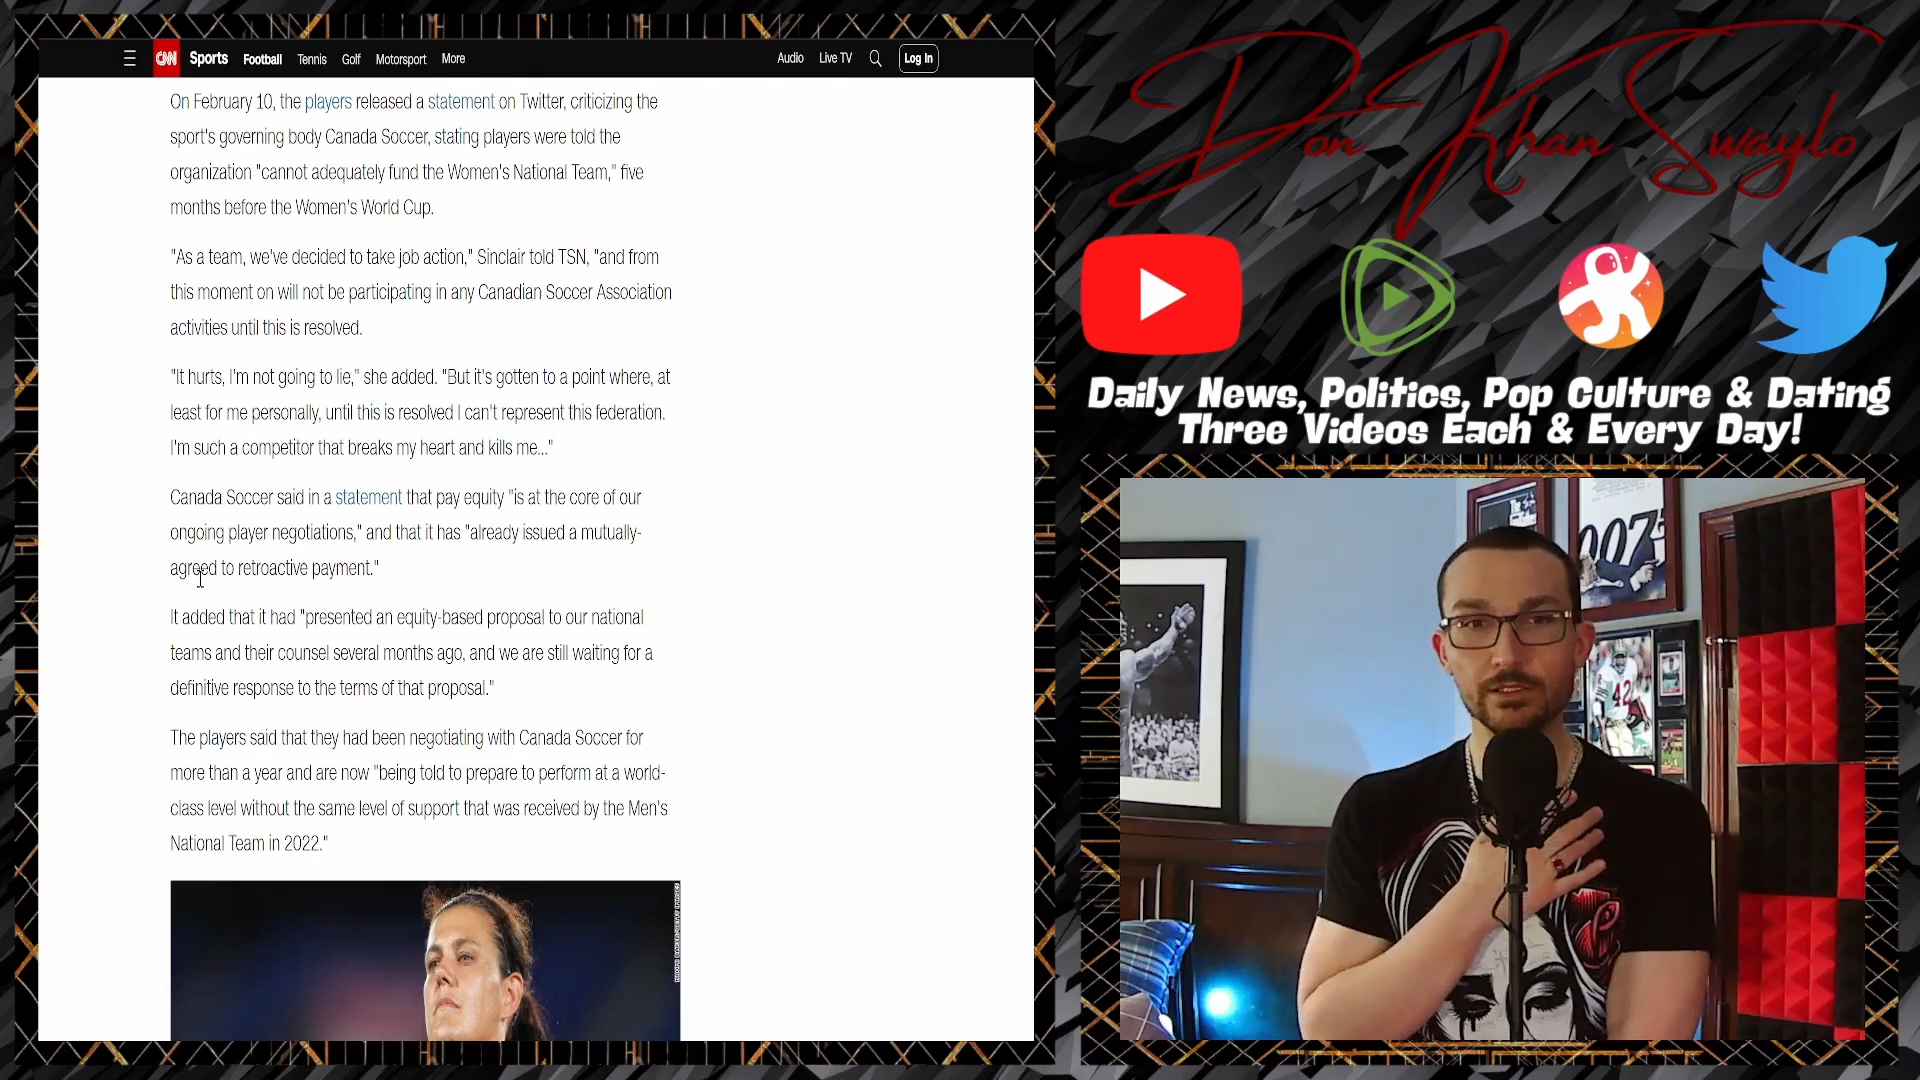 CNN Sports Football Tennis Golf Motorsport More Audio Live TV Log In
On February 10, the players released a statement on Twitter, criticizing the
sport's governing body Canada Soccer, stating players were told the
organization "cannot adequately fund the Women's National Team," five
months before the Women's World Cup.
"As a team, we've decided to take job action," Sinclair told TSN, "and from
this moment on will not be participating in any Canadian Soccer Association
activities until this is resolved.
"It hurts, I'm not going to lie," she added. "But it's gotten to a point where, at
least for me personally, until this is resolved I can't represent this federation.
I'm such a competitor that breaks my heart and kills me..."
Canada Soccer said in a statement that pay equity "is at the core of our
ongoing player negotiations," and that it has "already issued a mutually-
agreed to retroactive payment."
It added that it had "presented an equity-based proposal to our national
teams and their counsel several months ago, and we are still waiting for a
definitive response to the terms of that proposal."
The players said that they had been negotiating with Canada Soccer for
more than a year and are now "being told to prepare to perform at a world-
class level without the same level of support that was received by the Men's
National Team in 2022."
Don Khan Swaylo
Daily News, Politics, Pop Culture & Dating
Three Videos Each & Every Day!
007
42